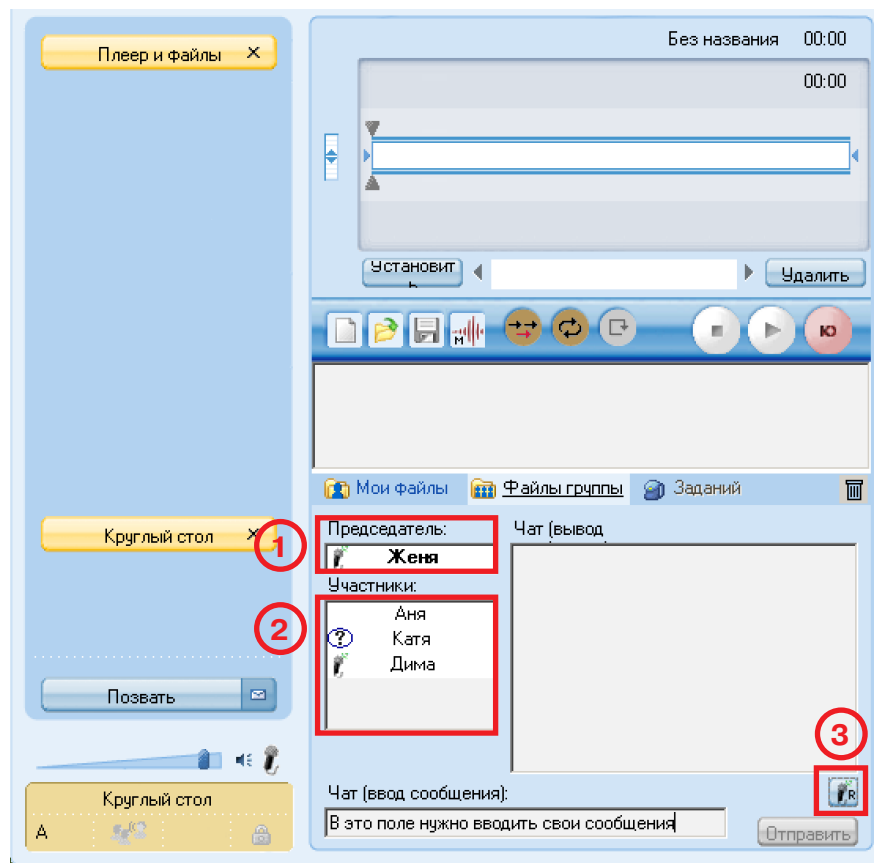 Плеер и файлы ×
Без названия 00:00
00:00
Установит
ь
Удалить
М
Ю
Мои файлы Файлы группы Заданий
Круглый стол ×
1
Председатель:
Женя
Чат (вывод
Участники:
2
Аня
? Катя
Дима
Позвать
3
R
Круглый стол
А
Чат (ввод сообщения):
В это поле нужно вводить свои сообщения
Отправить